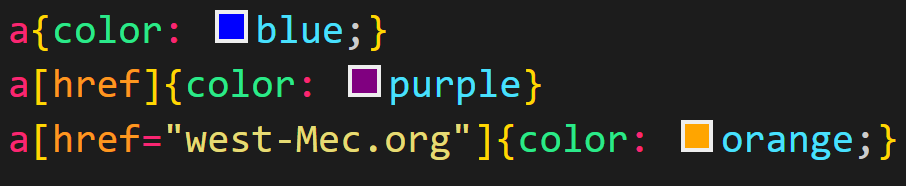 a{color: blue;}
a[href]{color: purple}
a[href="west-Mec.org"]{color: orange;}